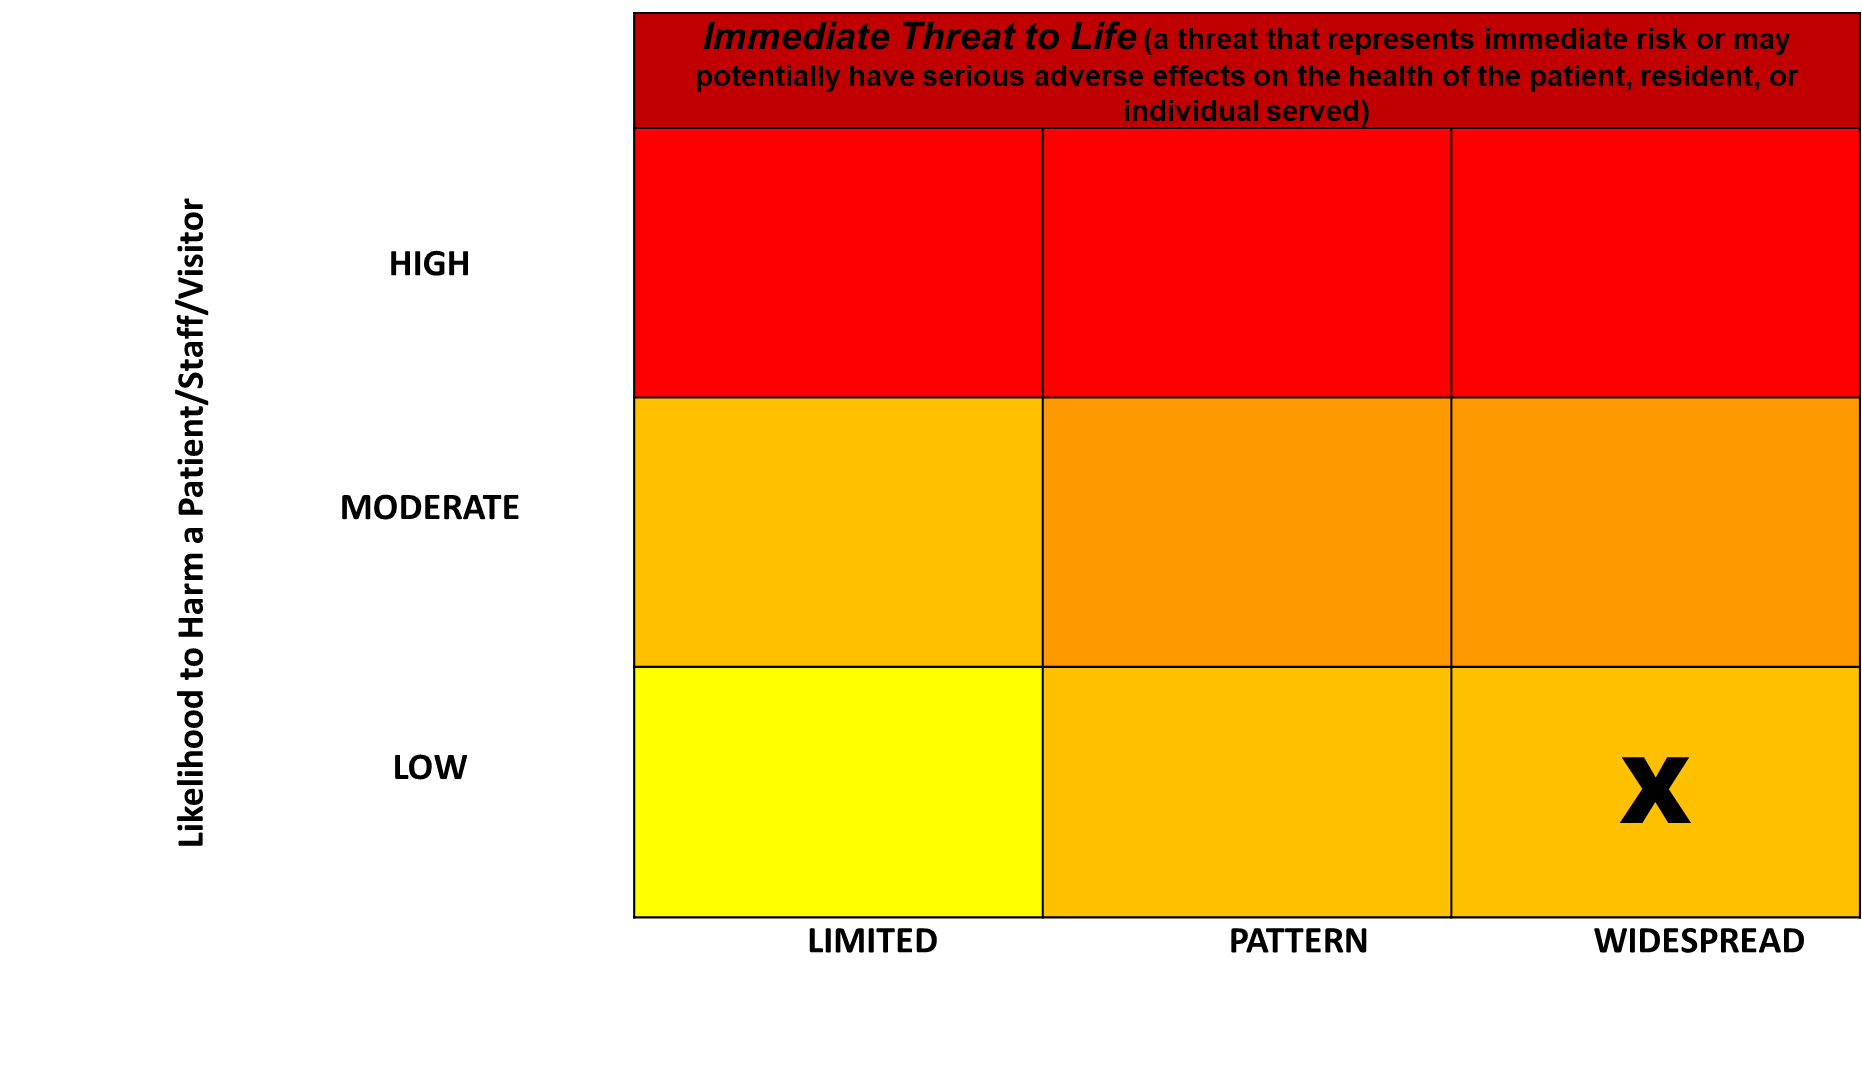 Immediate Threat to Life (a threat that represents immediate risk or may
potentially have serious adverse effects on the health of the patient, resident, or
individual served)
Likelihood to Harm a Patient/Staff/Visitor
HIGH
MODERATE
LOW
X
LIMITED
PATTERN
WIDESPREAD